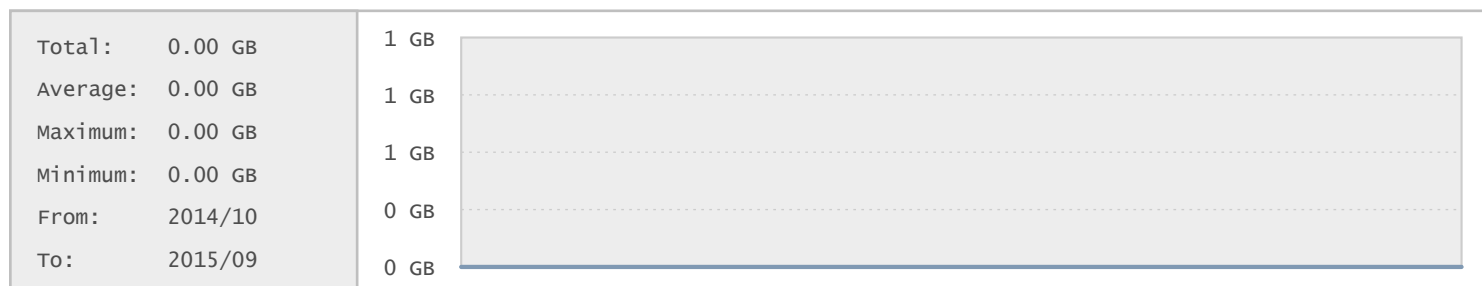 Total: 0.00 GB
Average: 0.00 GB
Maximum: 0.00 GB
Minimum: 0.00 GB
From: 2014/10
To: 2015/09
1 GB
1 GB
1 GB
0 GB
0 GB